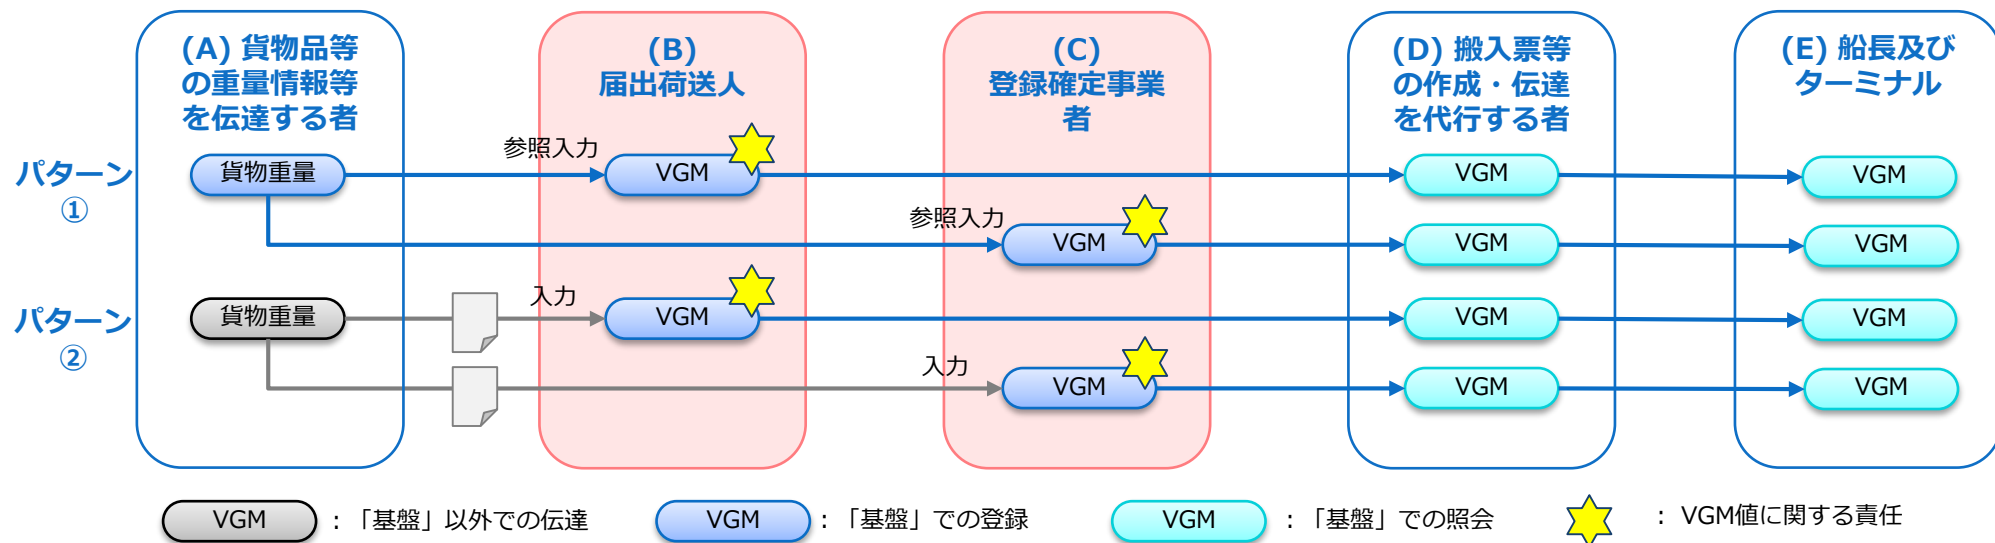 (A) 貨物品等
の重量情報等
を伝達する者
(B)
届出荷送人
(C)
登録確定事業
者
(D) 搬入票等
の作成・伝達
を代行する者
(E) 船長及び
ターミナル
パターン
①
貨物重量
参照入力
VGM
VGM
VGM
参照入力
VGM
VGM
VGM
パターン
②
貨物重量
入力
VGM
VGM
VGM
入力
VGM
VGM
VGM
VGM ：「基盤」以外での伝達
VGM ：「基盤」での登録
VGM ：「基盤」での照会
： VGM値に関する責任